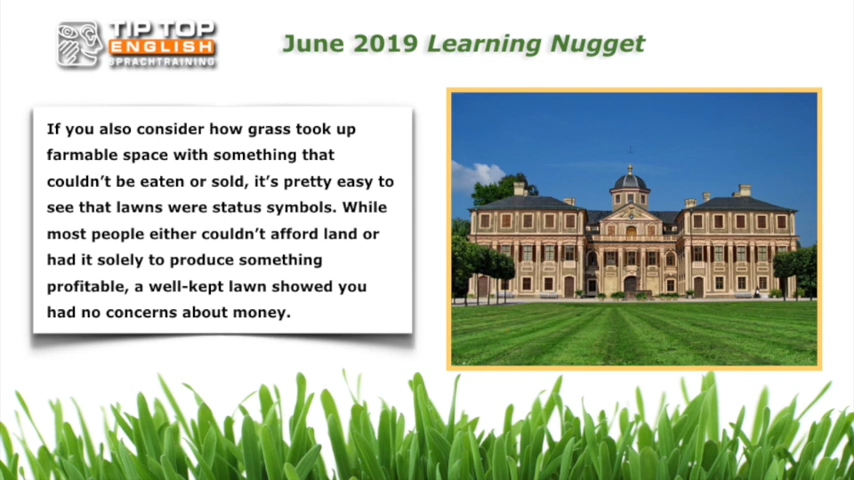 TIP TOP
ENGLISH
SPRACHTRAINING
June 2019 Learning Nugget
If you also consider how grass took up
farmable space with something that
couldn't be eaten or sold, it's pretty easy to
see that lawns were status symbols. While
most people either couldn't afford land or
had it solely to produce something
profitable, a well-kept lawn showed you
had no concerns about money.